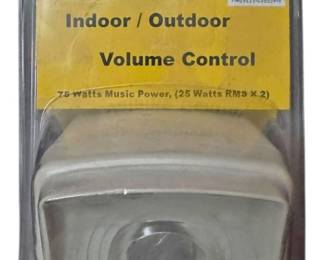 Indoor / Outdoor
Volume Control
75 Watts Music Power, (25 Watts RMS X 2)